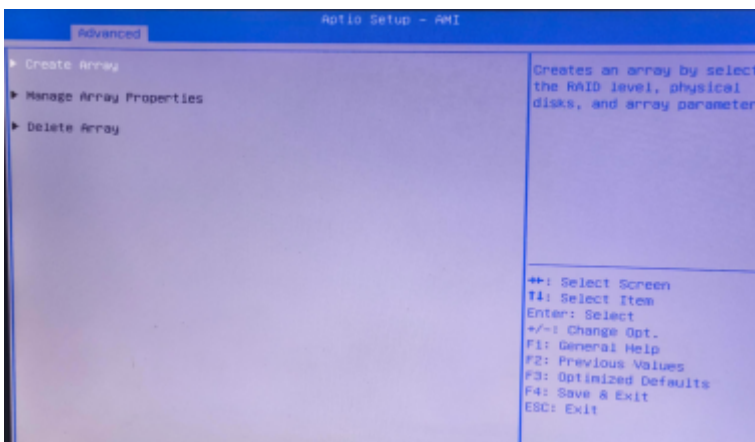 Aptio Setup - AMI
Advanced
Create Array
Manage Array Properties
Delete Array
Creates an array by select
the RAID level, physical
disks, and array parameter
: Select Screen
↑↓: Select Item
Enter: Select
+/-: Change Opt.
F1: General Help
F2: Previous Values
F3: Optimized Defaults
F4: Save & Exit
ESC: Exit